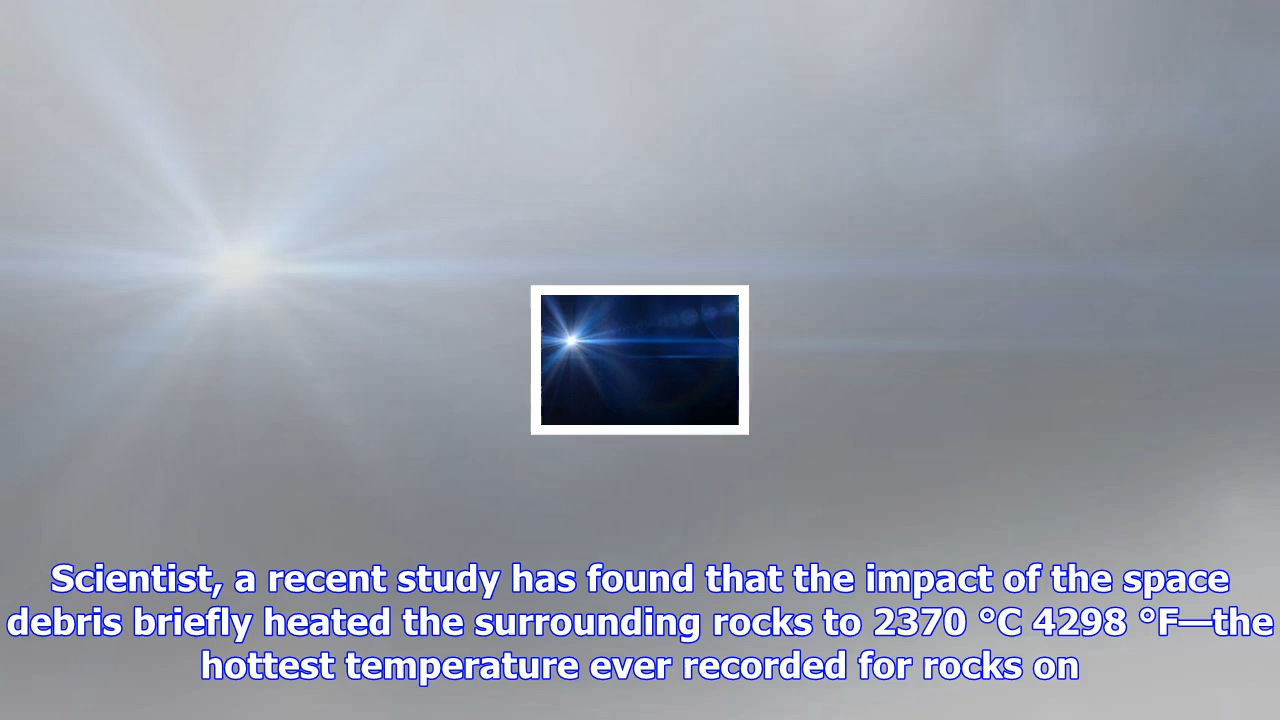 Scientist, a recent study has found that the impact of the space
debris briefly heated the surrounding rocks to 2370 °C 4298 °F—the
hottest temperature ever recorded for rocks on